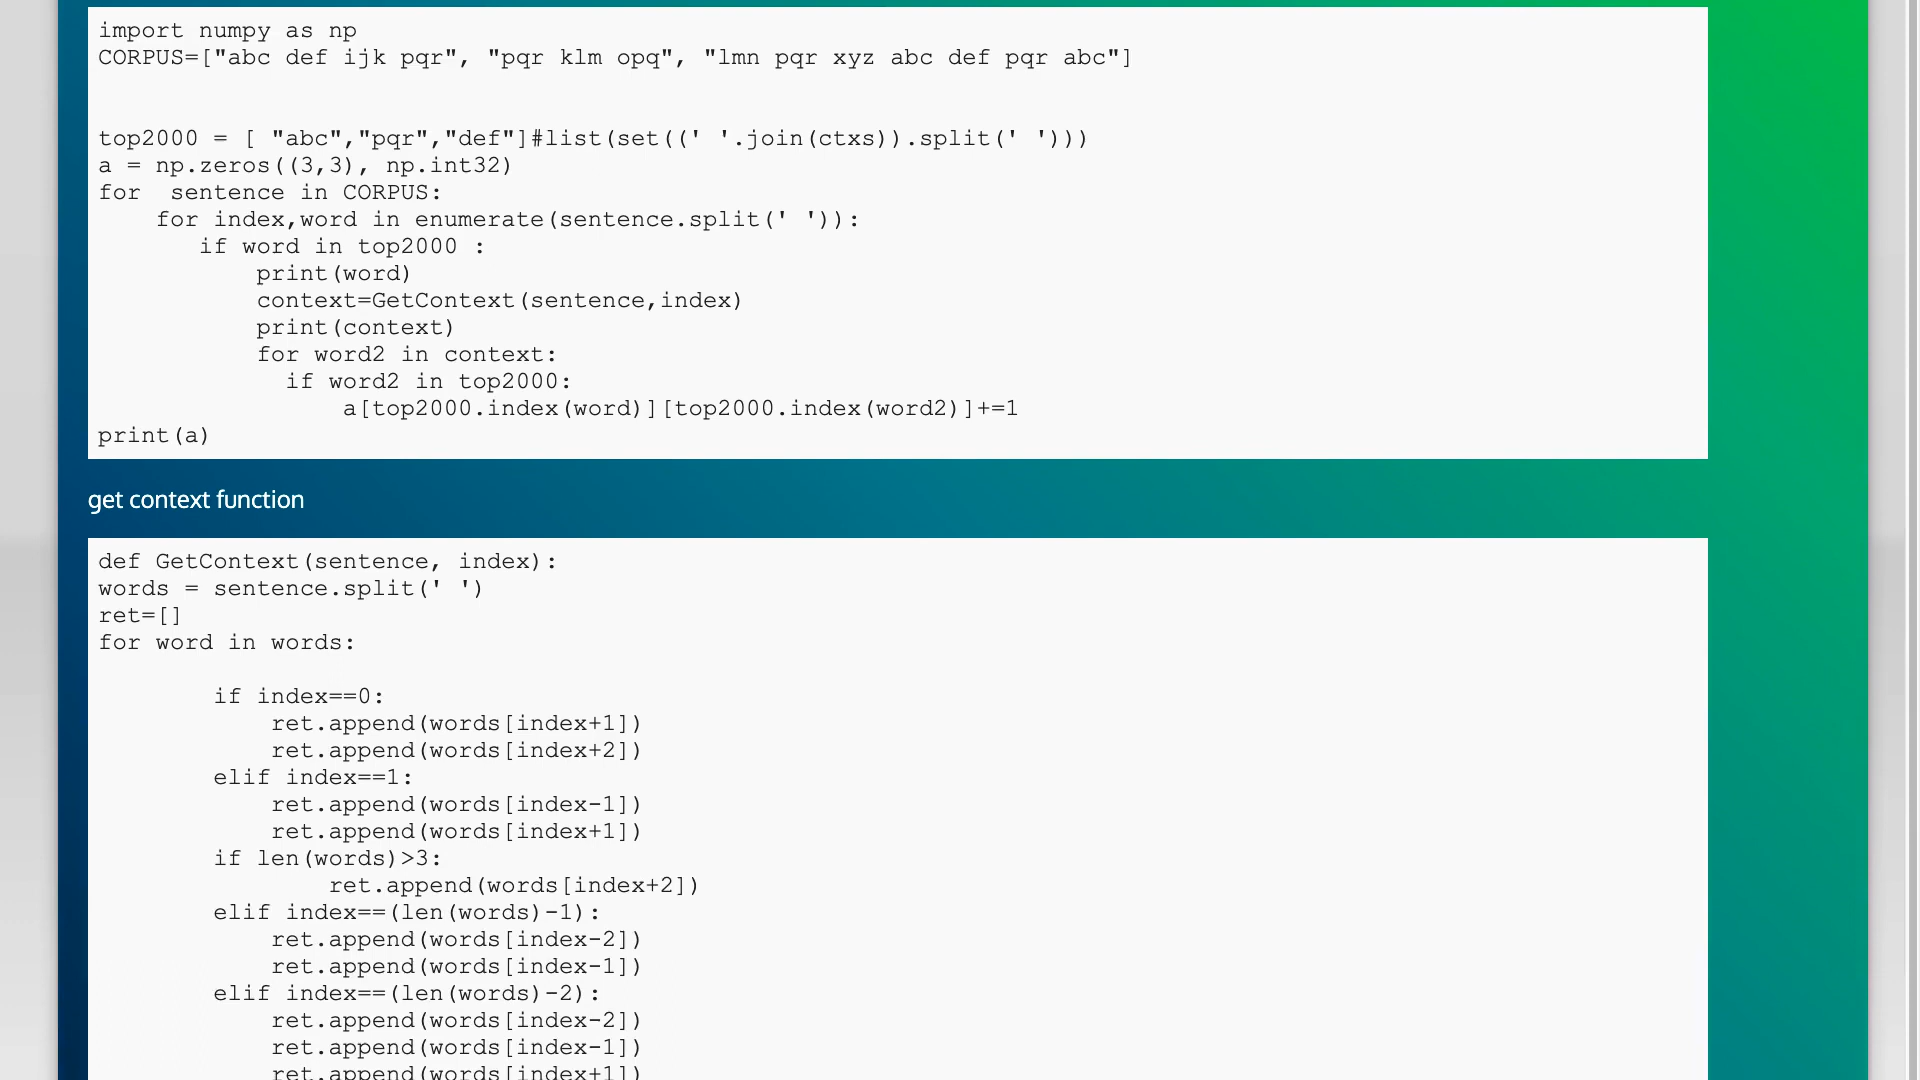 import numpy as np
CORPUS=["abc def ijk pqr", "pqr klm opq", "lmn pqr xyz abc def pqr abc"]
top2000 = [ "abc","pqr","def"]#list(set((' '.join(ctxs)).split(' ')))
a = np.zeros((3,3), np.int32)
for  sentence in CORPUS:
    for index,word in enumerate(sentence.split(' ')):
       if word in top2000 :
           print(word)
           context=GetContext(sentence,index)
           print(context)
           for word2 in context:
             if word2 in top2000:
                 a[top2000.index(word)][top2000.index(word2)]+=1
print(a)
get context function
def GetContext(sentence, index):
words = sentence.split(' ')
ret=[]
for word in words:
        if index==0:
            ret.append(words[index+1])
            ret.append(words[index+2])
        elif index==1:
            ret.append(words[index-1])
            ret.append(words[index+1])
        if len(words)>3:
                ret.append(words[index+2])
        elif index==(len(words)-1):
            ret.append(words[index-2])
            ret.append(words[index-1])
        elif index==(len(words)-2):
            ret.append(words[index-2])
            ret.append(words[index-1])
            ret.append(words[index+1])